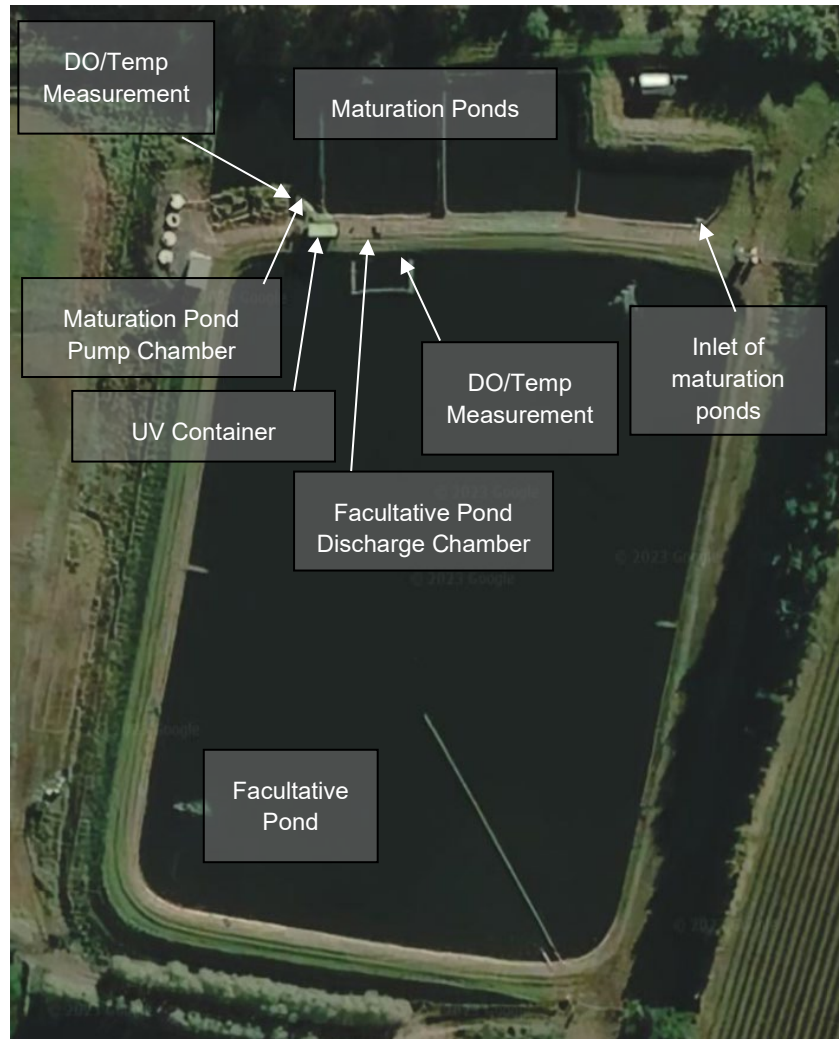 DO/Temp
Measurement
Maturation Ponds
Maturation Pond
Pump Chamber
UV Container
DO/Temp
Measurement
Inlet of
maturation
ponds
Facultative Pond
Discharge Chamber
© 2023 Google
© 2023 Google
Facultative
Pond